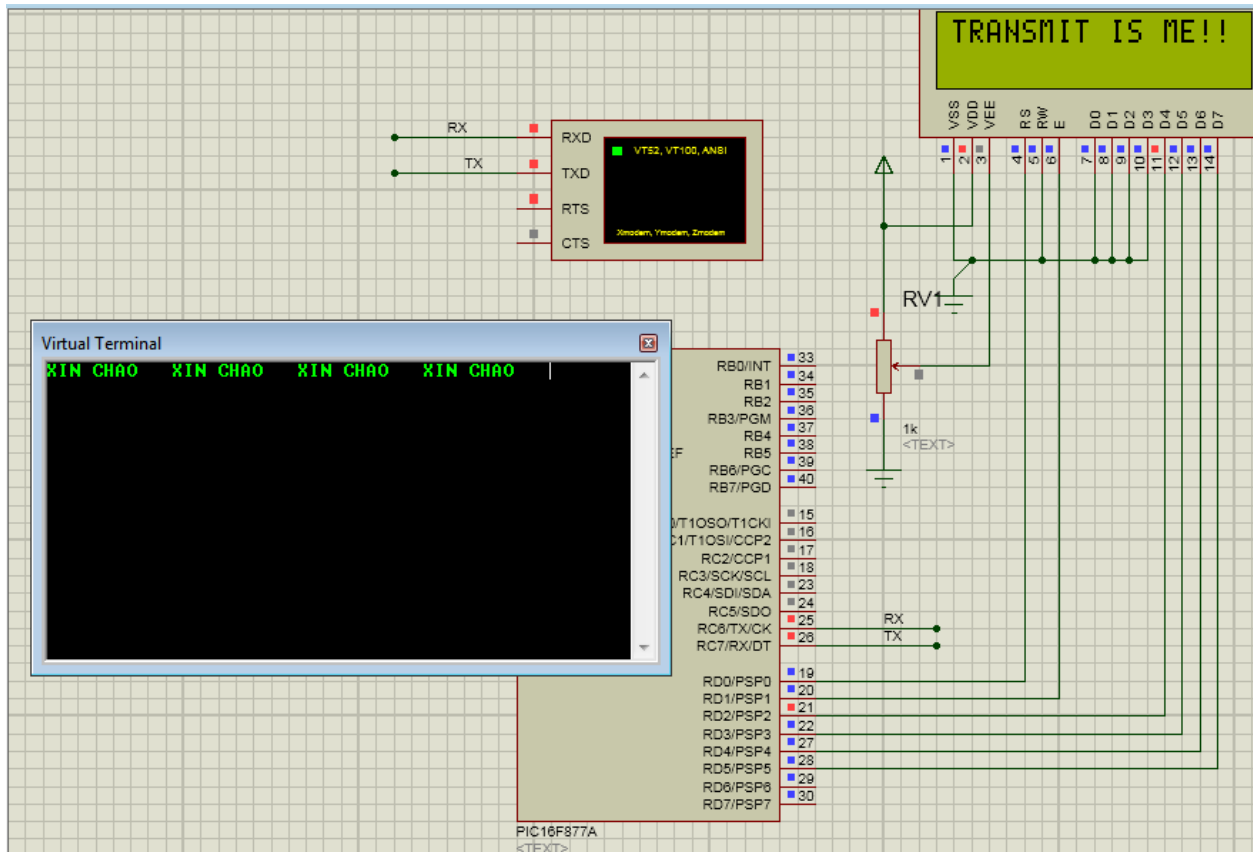 TRANSMIT IS ME!!
VSS VDD VEE RS RW E D0 D1 D2 D3 D4 D5 D6 D7
1 2 3 4 5 6 7 8 9 10 11 12 13 14
RX RXD
TX TXD
RTS
CTS
VT52, VT100, ANSI
Xmodem, Ymodem, Zmodem
RV1
1k
<TEXT>
Virtual Terminal
XIN CHAO XIN CHAO XIN CHAO XIN CHAO
RB0/INT 33
RB1 34
RB2 35
RB3/PGM 36
RB4 37
EF RB5 38
RB6/PGC 39
RB7/PGD 40
0/T1OSO/T1CKI 15
C1/T1OSI/CCP2 16
RC2/CCP1 17
RC3/SCK/SCL 18
RC4/SDI/SDA 23
RC5/SDO 24
RC6/TX/CK 25 RX
RC7/RX/DT 26 TX
RD0/PSP0 19
RD1/PSP1 20
RD2/PSP2 21
RD3/PSP3 22
RD4/PSP4 27
RD5/PSP5 28
RD6/PSP6 29
RD7/PSP7 30
PIC16F877A
<TEXT>